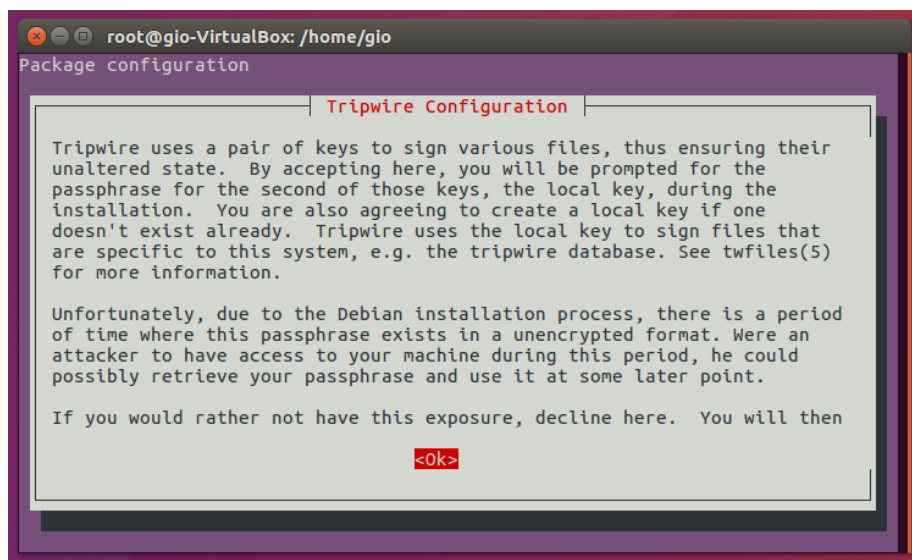 root@gio-VirtualBox: /home/gio
Package configuration
Tripwire Configuration
Tripwire uses a pair of keys to sign various files, thus ensuring their
unaltered state.  By accepting here, you will be prompted for the
passphrase for the second of those keys, the local key, during the
installation.  You are also agreeing to create a local key if one
doesn't exist already.  Tripwire uses the local key to sign files that
are specific to this system, e.g. the tripwire database. See twfiles(5)
for more information.
Unfortunately, due to the Debian installation process, there is a period
of time where this passphrase exists in a unencrypted format. Were an
attacker to have access to your machine during this period, he could
possibly retrieve your passphrase and use it at some later point.
If you would rather not have this exposure, decline here.  You will then
<Ok>